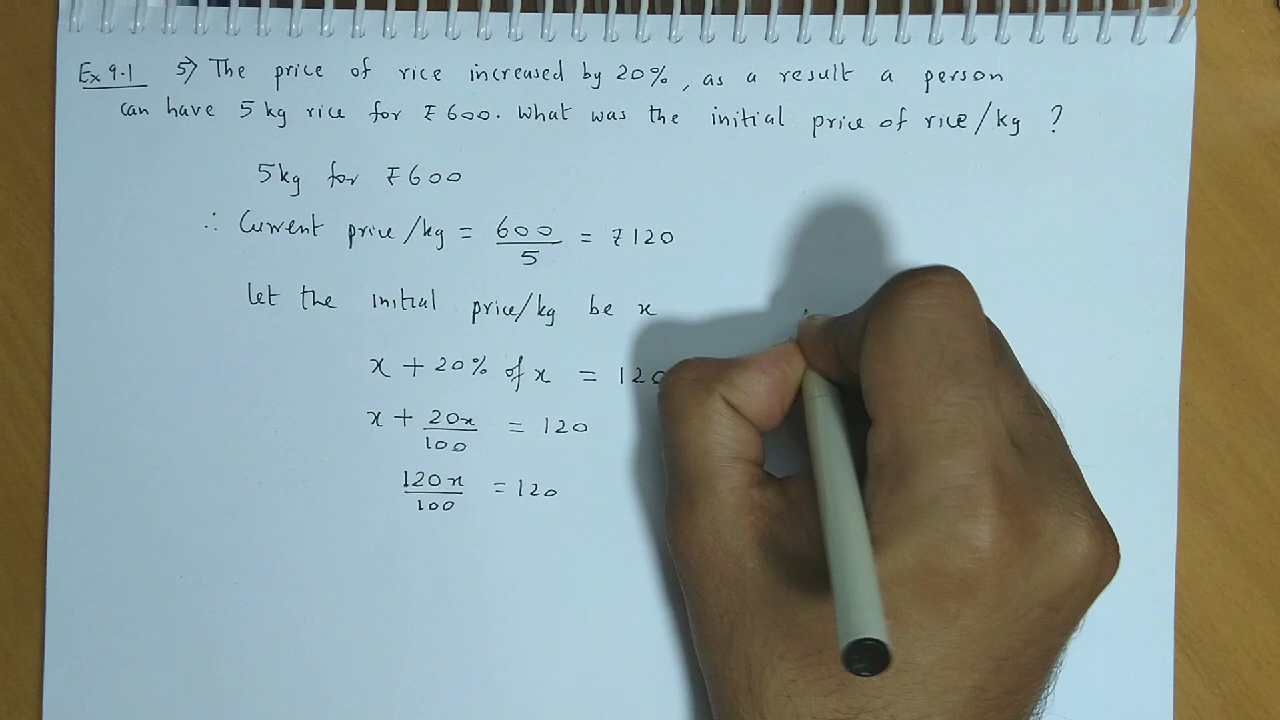 Ex 9.1 5) The price of rice increased by 20%, as a result a person
can have 5 kg rice for ₹600. What was the initial price of rice/kg ?
5kg for ₹600
∴ Current price/kg = 600/5 = ₹120
let the initial price/kg be x
x + 20% of x = 120
x + 20x/100 = 120
120x/100 = 120